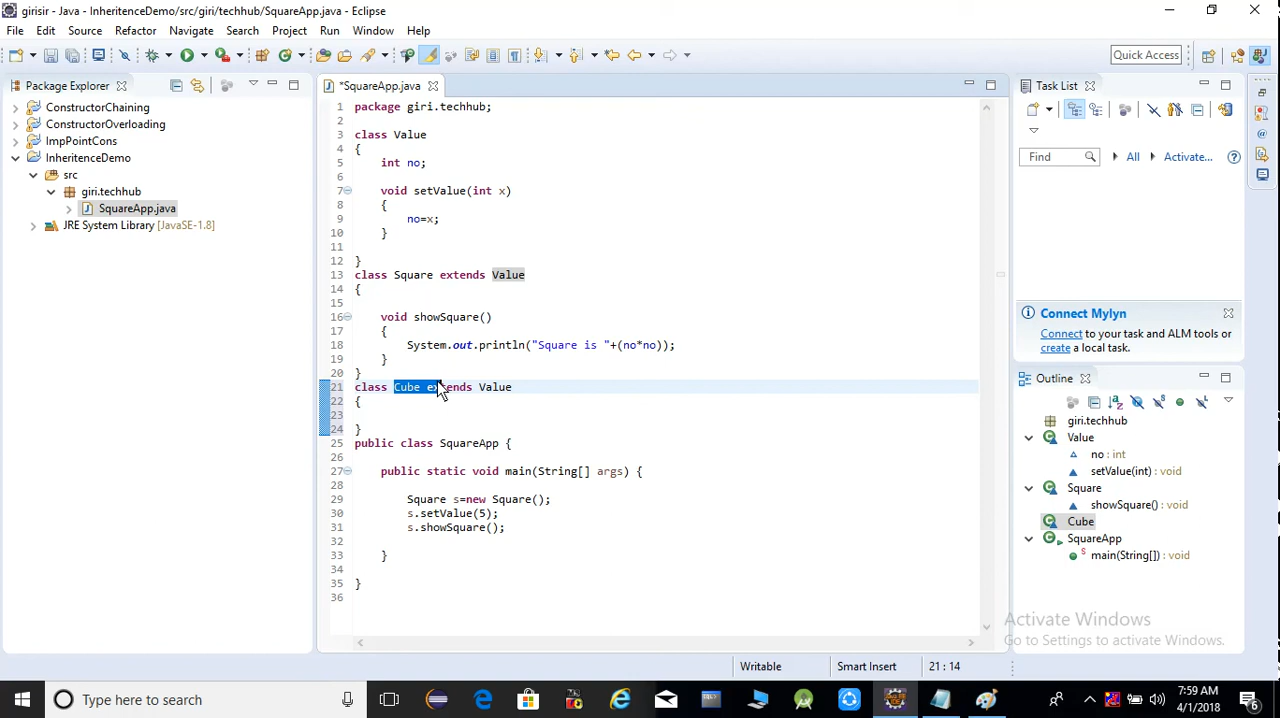 girisir - Java - InheritenceDemo/src/giri/techhub/SquareApp.java - Eclipse
File Edit Source Refactor Navigate Search Project Run Window Help
Quick Access
Package Explorer
*SquareApp.java
Task List
ConstructorChaining
ConstructorOverloading
ImpPointCons
InheritenceDemo
src
giri.techhub
SquareApp.java
JRE System Library [JavaSE-1.8]
1 package giri.techhub;
2
3 class Value
4 {
5 int no;
6
7 void setValue(int x)
8 {
9 no=x;
10 }
11
12 }
13 class Square extends Value
14 {
15
16 void showSquare()
17 {
18 System.out.println("Square is "+(no*no));
19 }
20 }
21 class Cube extends Value
22 {
23
24 }
25 public class SquareApp {
26
27 public static void main(String[] args) {
28
29 Square s=new Square();
30 s.setValue(5);
31 s.showSquare();
32
33 }
34
35 }
36
Find All Activate...
Connect Mylyn
Connect to your task and ALM tools or
create a local task.
Outline
giri.techhub
Value
no : int
setValue(int) : void
Square
showSquare() : void
Cube
SquareApp
main(String[]) : void
Activate Windows
Go to Settings to activate Windows.
Writable Smart Insert 21 : 14
Type here to search
7:59 AM
4/1/2018
6